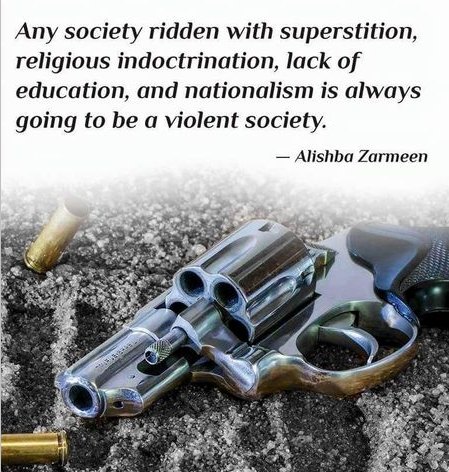 Any society ridden with superstition,
religious indoctrination, lack of
education, and nationalism is always
going to be a violent society.
— Alishba Zarmeen